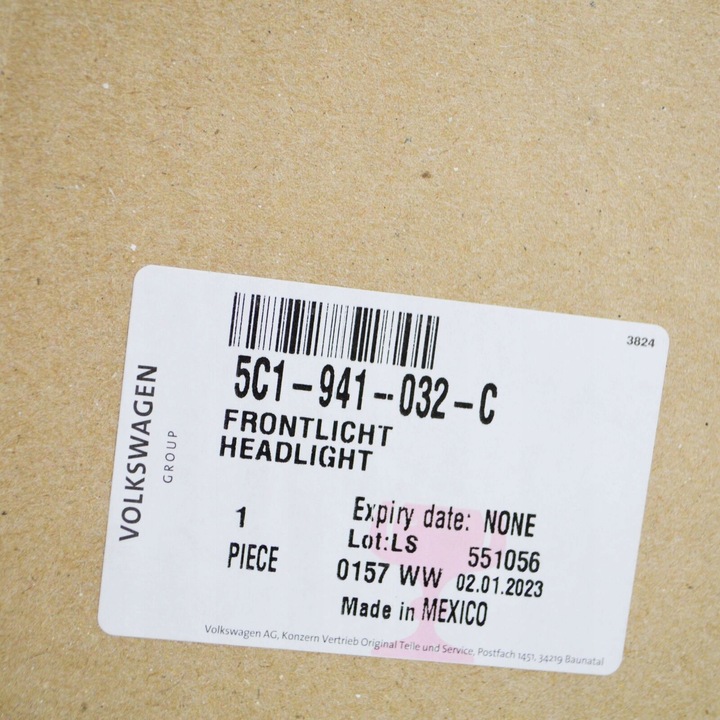 3824
5C1-941--032-C
FRONTLICHT
HEADLIGHT
VOLKSWAGEN
GROUP
1
PIECE
Expiry date: NONE
Lot:LS 551056
0157 WW 02.01.2023
Made in MEXICO
Volkswagen AG, Konzern Vertrieb Original Teile und Service, Postfach 1451, 34219 Baunatal